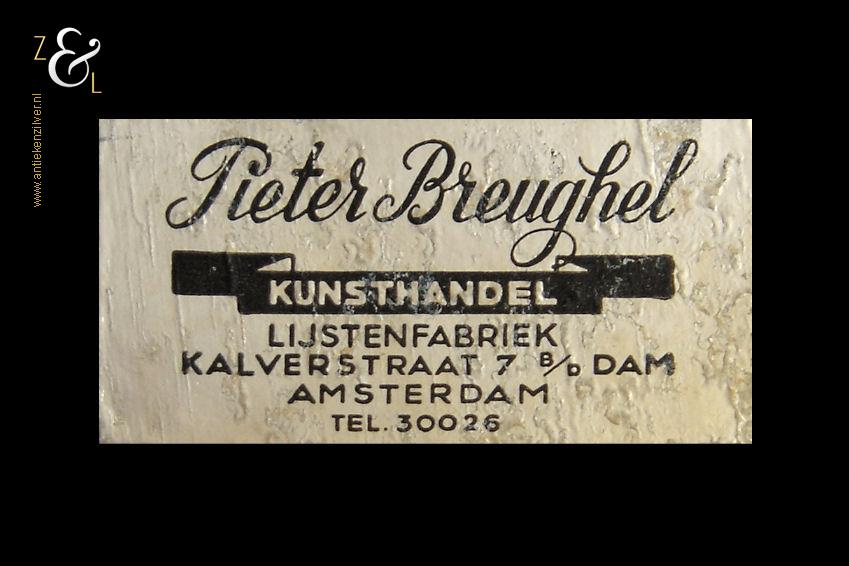 Z & L
www.antiekenzilver.nl
Pieter Breughel
KUNSTHANDEL
LIJSTENFABRIEK
KALVERSTRAAT 7 B/D DAM
AMSTERDAM
TEL. 30026